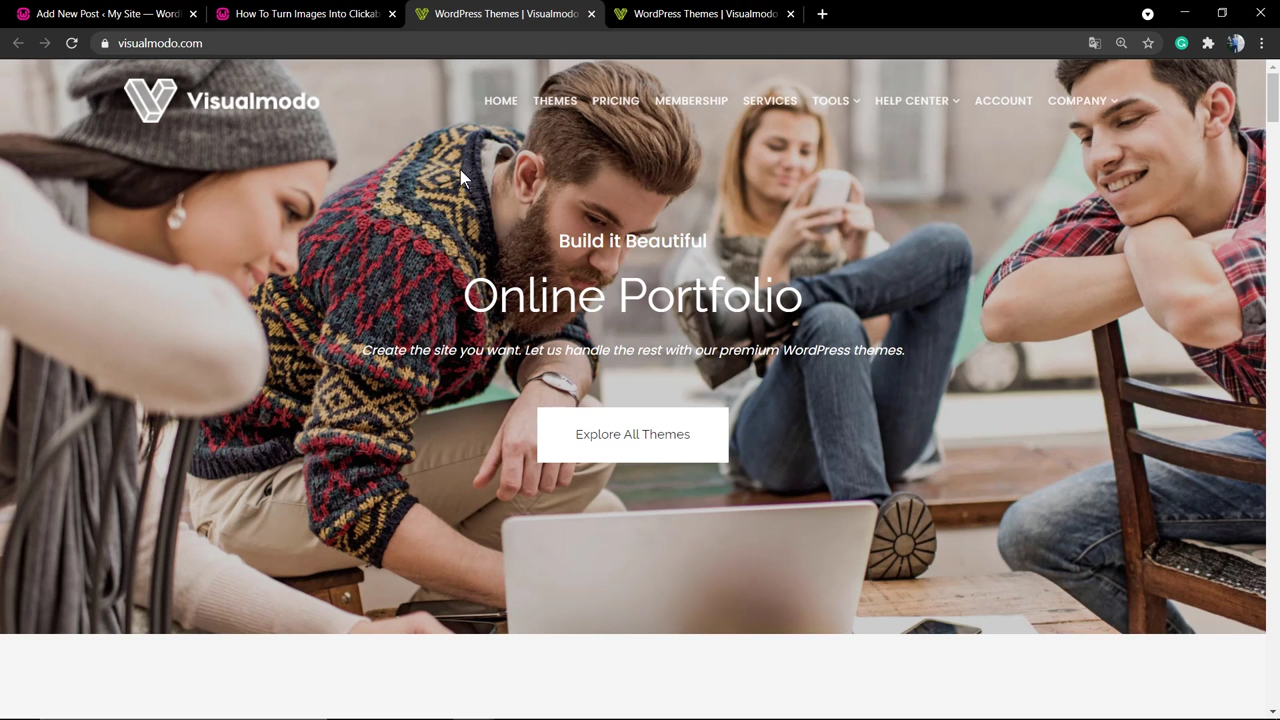 Add New Post ‹ My Site — Word
How To Turn Images Into Clickab
WordPress Themes | Visualmodo
WordPress Themes | Visualmodo
visualmodo.com
Visualmodo
HOME THEMES PRICING MEMBERSHIP SERVICES TOOLS HELP CENTER ACCOUNT COMPANY
Build it Beautiful
Online Portfolio
Create the site you want. Let us handle the rest with our premium WordPress themes.
Explore All Themes